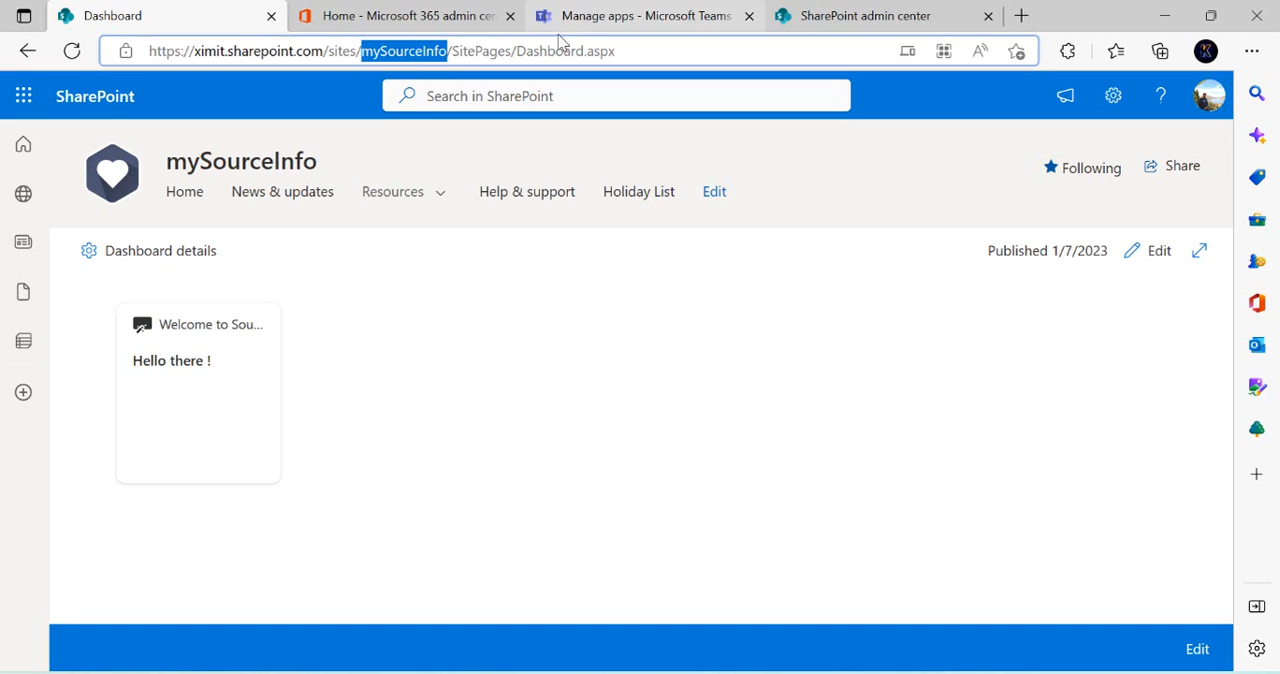 Dashboard
Home - Microsoft 365 admin cen
Manage apps - Microsoft Teams
SharePoint admin center
https://ximit.sharepoint.com/sites/mySourceInfo/SitePages/Dashboard.aspx
SharePoint
Search in SharePoint
mySourceInfo
Following
Share
Home
News & updates
Resources
Help & support
Holiday List
Edit
Dashboard details
Published 1/7/2023
Edit
Welcome to Sou...
Hello there !
Edit